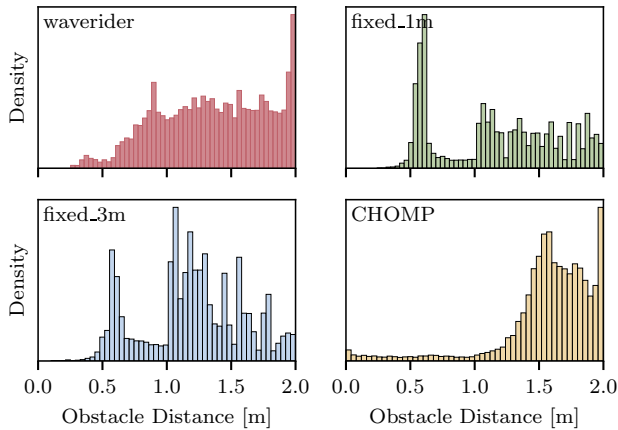 waverider
fixed_1m
Density
fixed_3m
CHOMP
Density
0.0 0.5 1.0 1.5 2.0
0.0 0.5 1.0 1.5 2.0
Obstacle Distance [m]
Obstacle Distance [m]